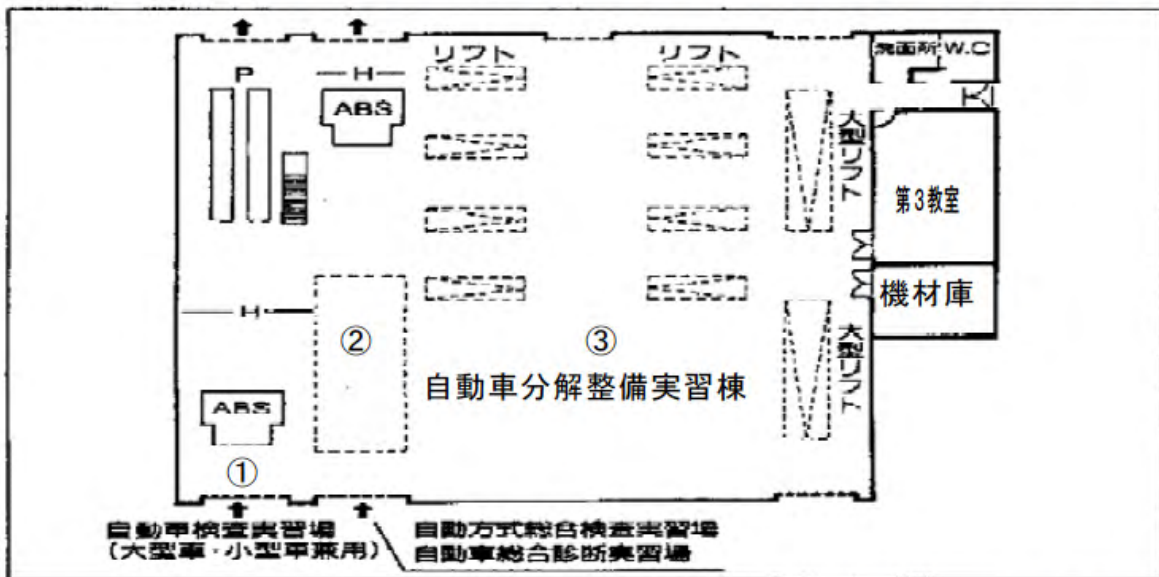 リフト
リフト
洗面所 W.C
P
H
ABS
大型リフト
第3教室
機材庫
H
②
③
自動車分解整備実習棟
大型リフト
ABS
①
自動車検査実習場
(大型車・小型車兼用)
自動方式総合検査実習場
自動車総合診断実習場